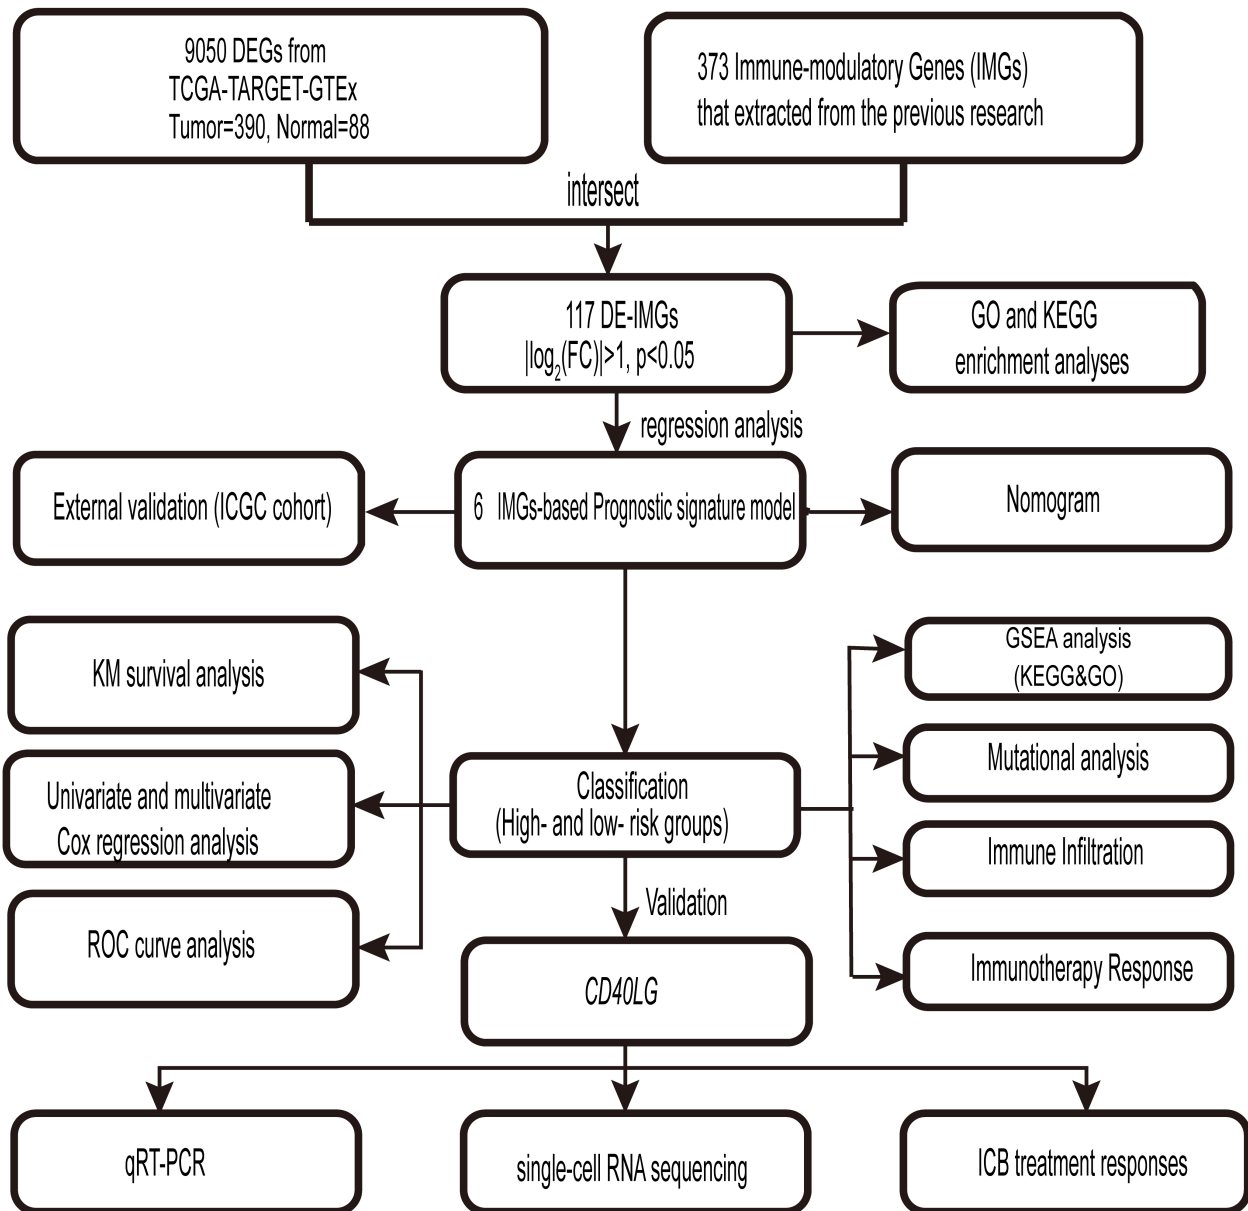 9050 DEGs from
TCGA-TARGET-GTEx
Tumor=390, Normal=88
373 Immune-modulatory Genes (IMGs)
that extracted from the previous research
intersect
117 DE-IMGs
|log₂(FC)|>1, p<0.05
GO and KEGG
enrichment analyses
regression analysis
External validation (ICGC cohort)
6 IMGs-based Prognostic signature model
Nomogram
KM survival analysis
Univariate and multivariate
Cox regression analysis
ROC curve analysis
Classification
(High- and low- risk groups)
GSEA analysis
(KEGG&GO)
Mutational analysis
Immune Infiltration
Immunotherapy Response
Validation
CD40LG
qRT-PCR
single-cell RNA sequencing
ICB treatment responses